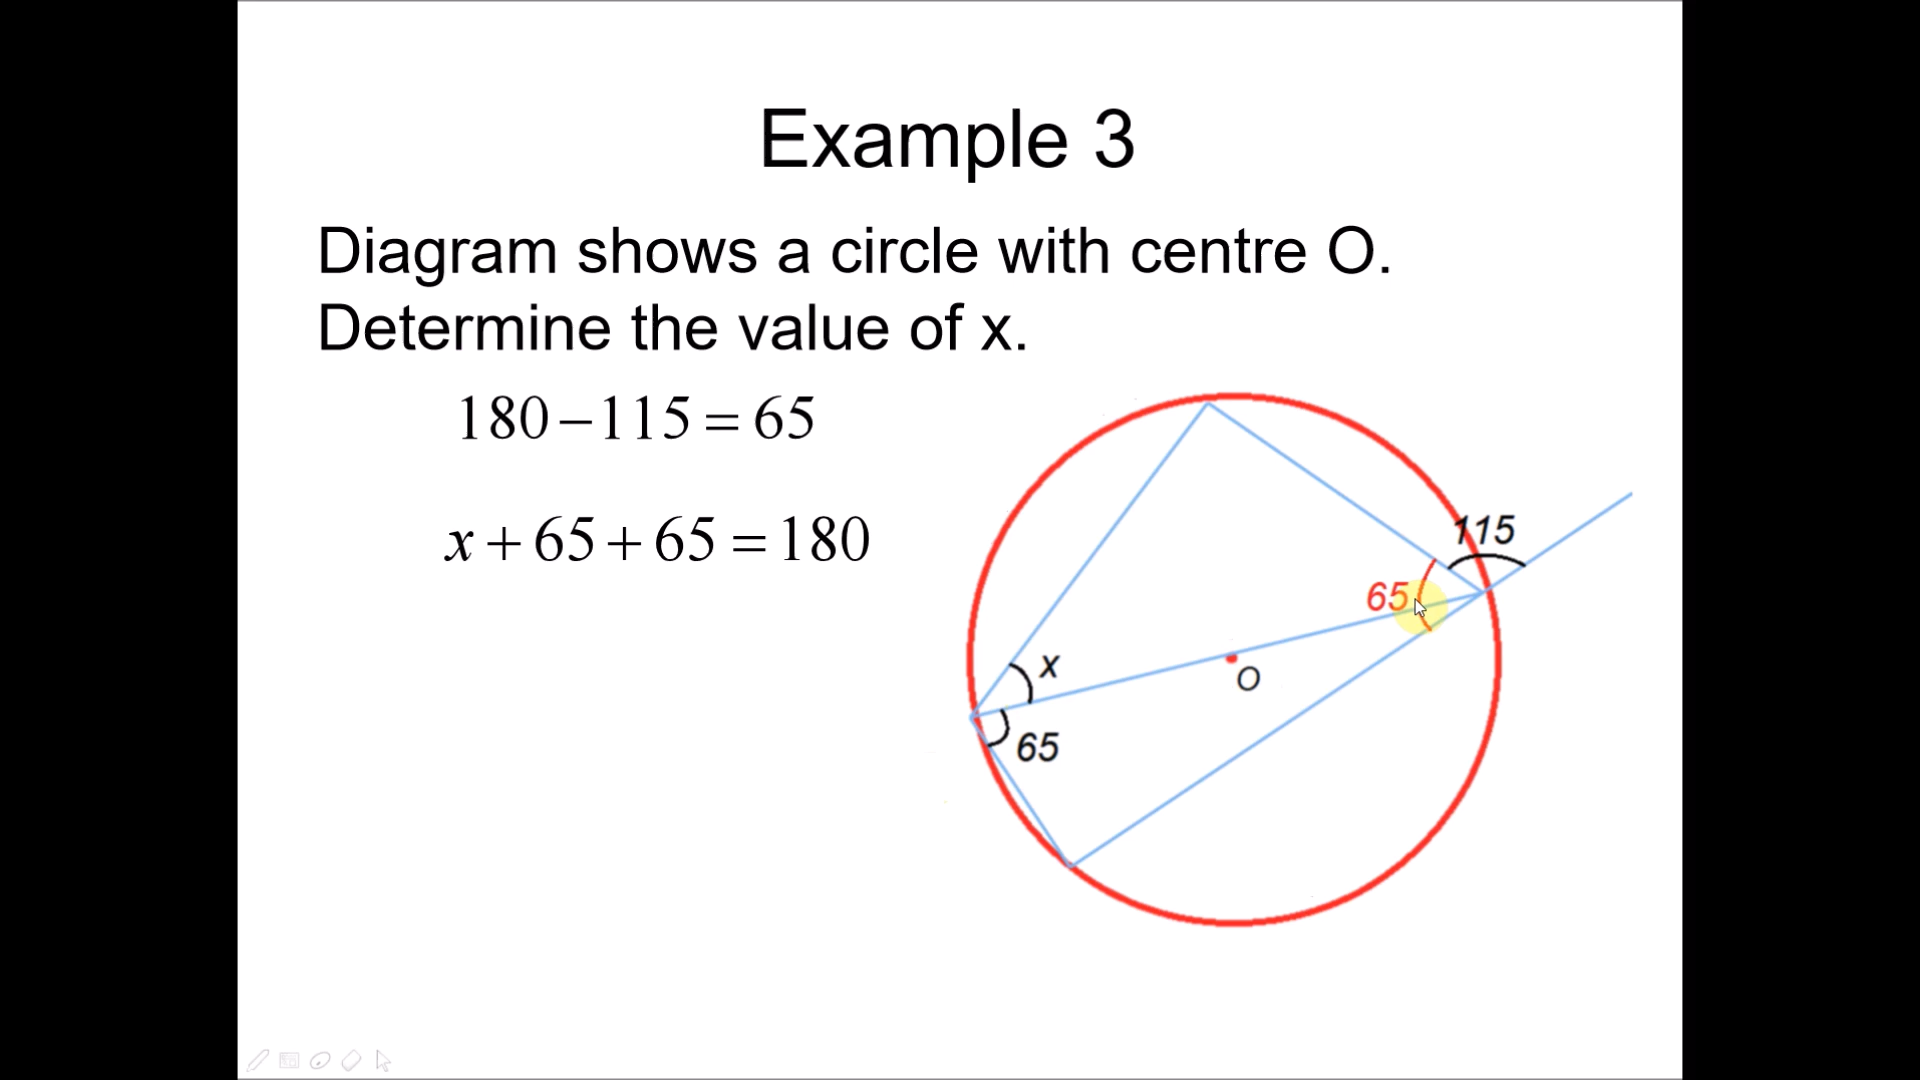 Example 3
Diagram shows a circle with centre O.
Determine the value of x.
180 − 115 = 65
x + 65 + 65 = 180
115
65
x
O
65